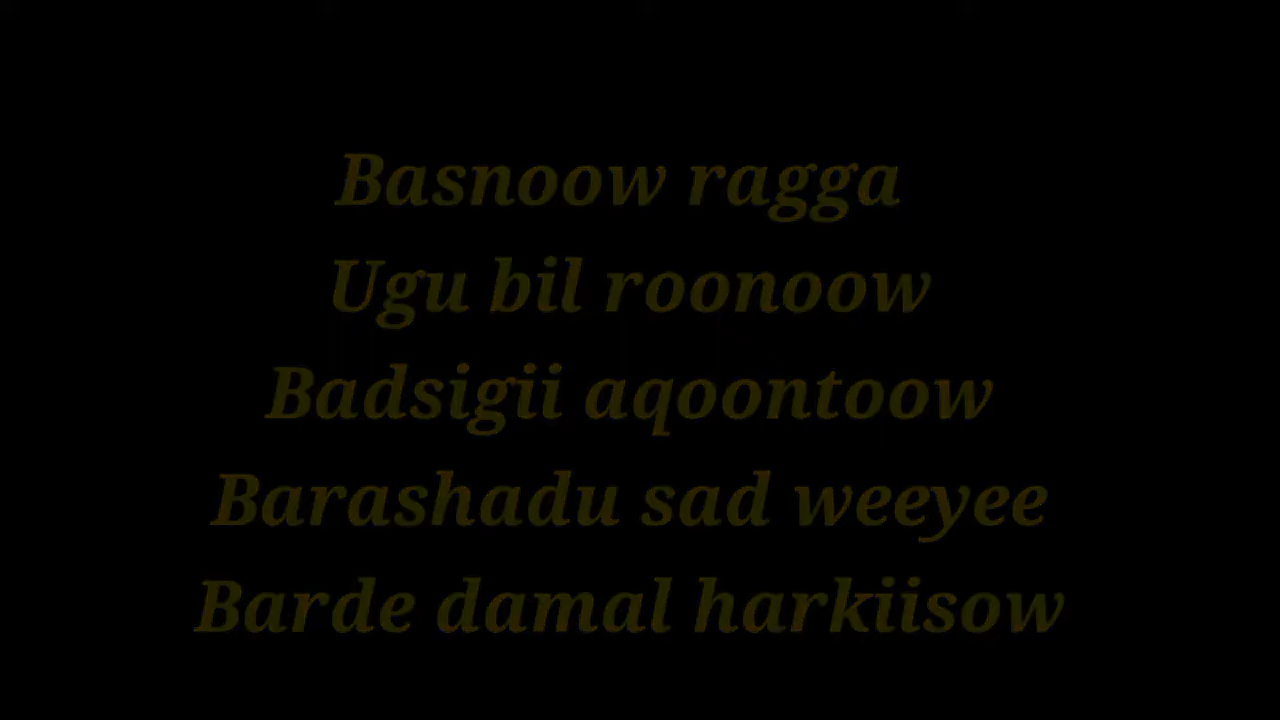 Basnoow ragga
Ugu bil roonoow
Badsigii aqoontoow
Barashadu sad weeyee
Barde damal harkiisow